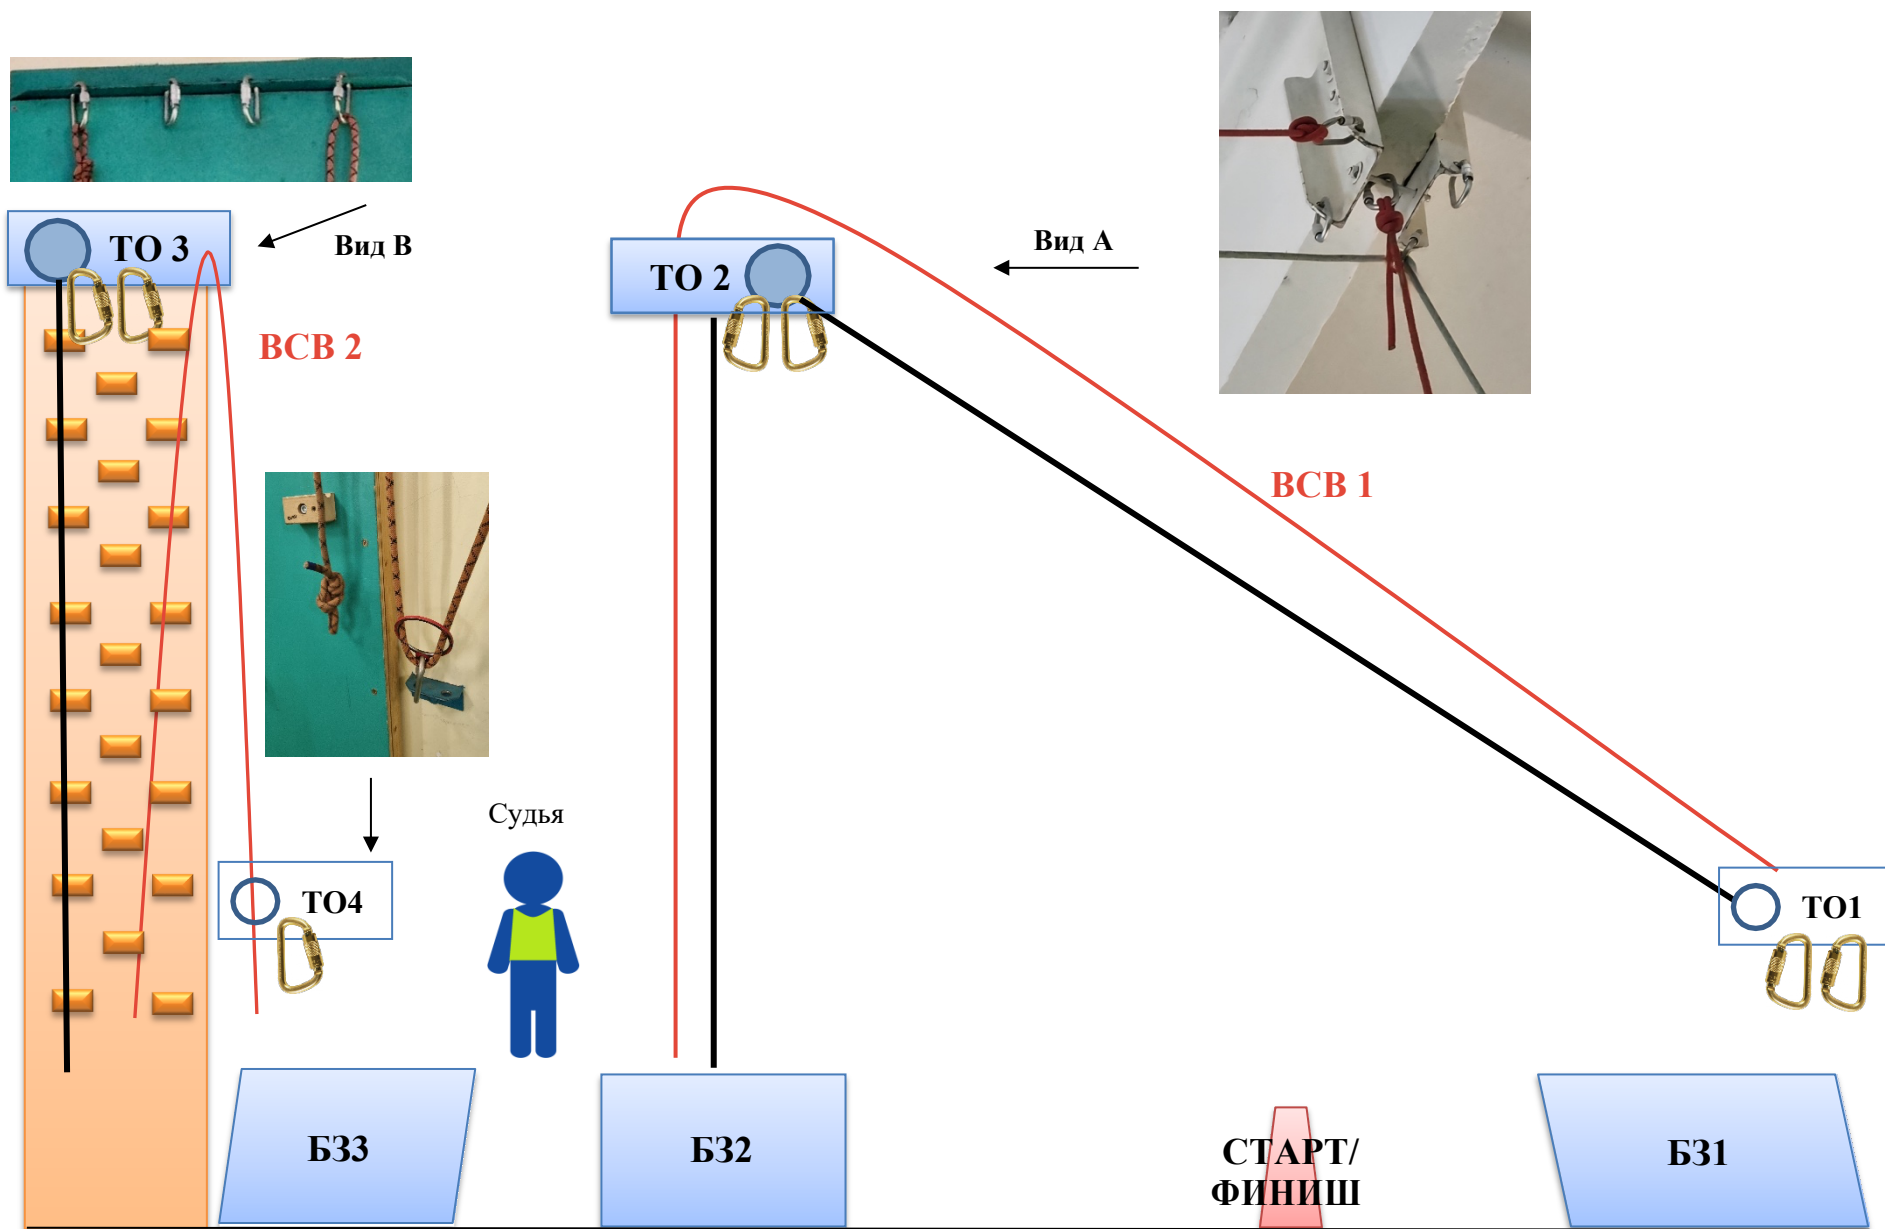 ТО 3
Вид В
ВСВ 2
ТО 2
Вид А
ВСВ 1
Судья
ТО4
ТО1
БЗ3
БЗ2
СТАРТ/
ФИНИШ
БЗ1